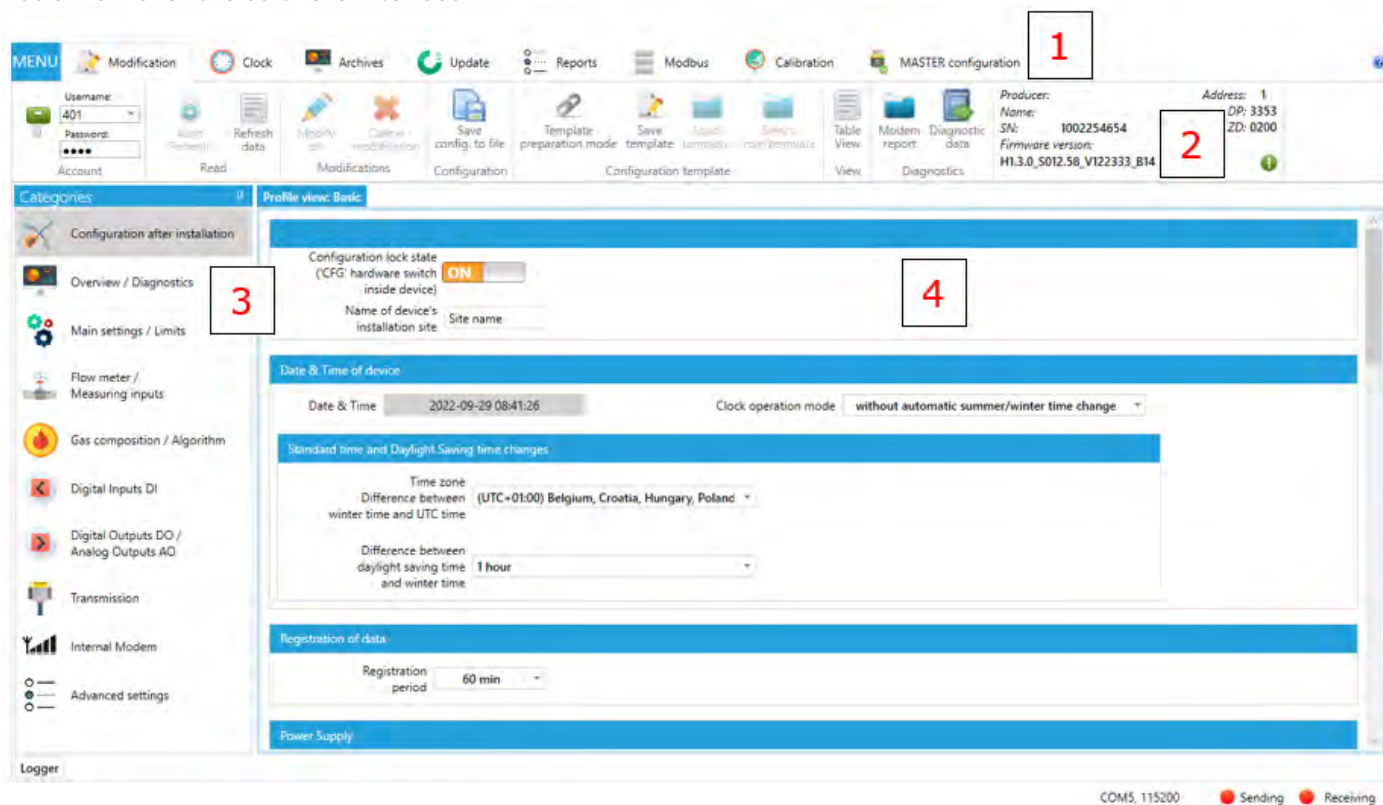 MENU Modification Clock Archives Update Reports Modbus Calibration MASTER configuration 1
Username:
401
Password:
Account
Refresh data
Read
Modify
Modifications
Save config. to file
Configuration
Template preparation mode
Save template
Configuration template
Table View
View
Modem report
Diagnostic data
Diagnostics
Producer:
Name:
SN: 1002254654
Firmware version:
H1.3.0_S012.58_V122333_B14
Address: 1
DP: 3353
ZD: 0200
2
Categories
Configuration after installation
Overview / Diagnostics
3
Main settings / Limits
Flow meter /
Measuring inputs
Gas composition / Algorithm
Digital Inputs DI
Digital Outputs DO /
Analog Outputs AO
Transmission
Internal Modem
Advanced settings
Profile view: Basic
Configuration lock state
('CFG' hardware switch
inside device)
ON
4
Name of device's
installation site
Site name
Date & Time of device
Date & Time 2022-09-29 08:41:26
Clock operation mode without automatic summer/winter time change
Standard time and Daylight Saving time changes
Time zone
Difference between
winter time and UTC time
(UTC+01:00) Belgium, Croatia, Hungary, Poland
Difference between
daylight saving time
and winter time
1 hour
Registration of data
Registration
period
60 min
Power Supply
Logger
COM5, 115200 Sending Receiving